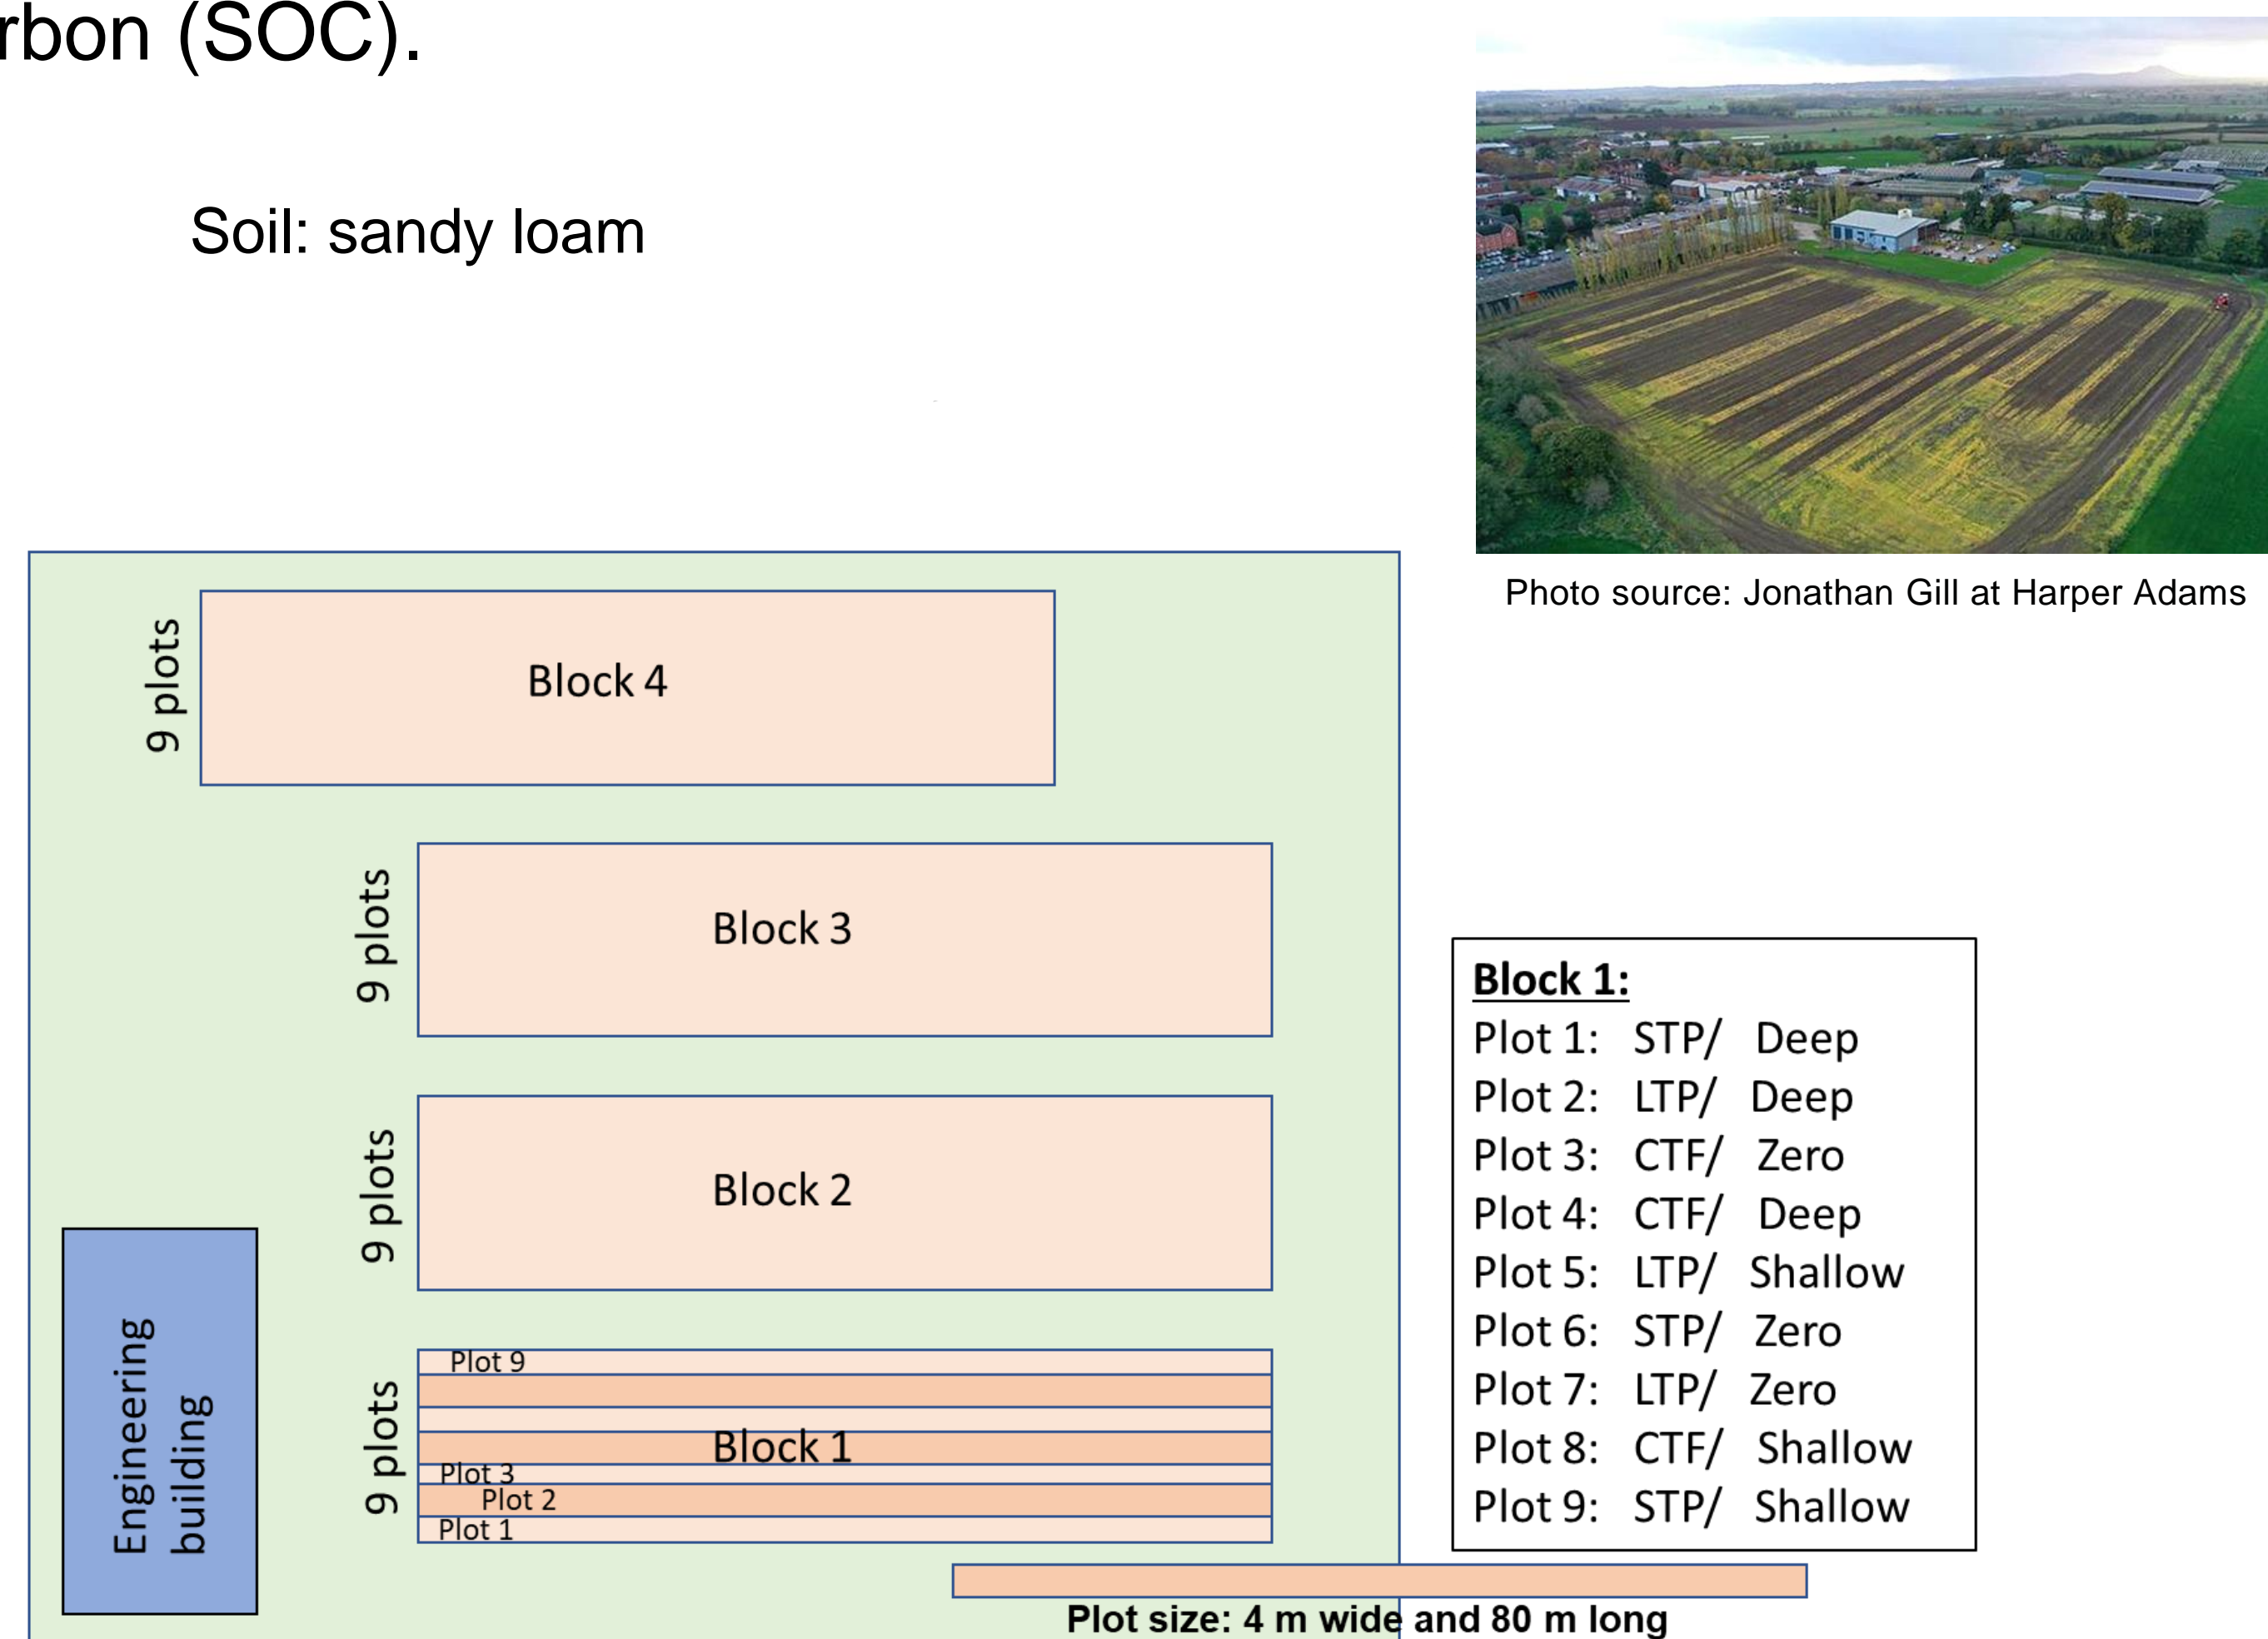 rbon (SOC).
Soil: sandy loam
Photo source: Jonathan Gill at Harper Adams
9 plots
Block 4
9 plots
Block 3
9 plots
Block 2
Engineering
building
9 plots
Plot 9
Block 1
Plot 3
Plot 2
Plot 1
Block 1:
Plot 1: STP/ Deep
Plot 2: LTP/ Deep
Plot 3: CTF/ Zero
Plot 4: CTF/ Deep
Plot 5: LTP/ Shallow
Plot 6: STP/ Zero
Plot 7: LTP/ Zero
Plot 8: CTF/ Shallow
Plot 9: STP/ Shallow
Plot size: 4 m wide and 80 m long